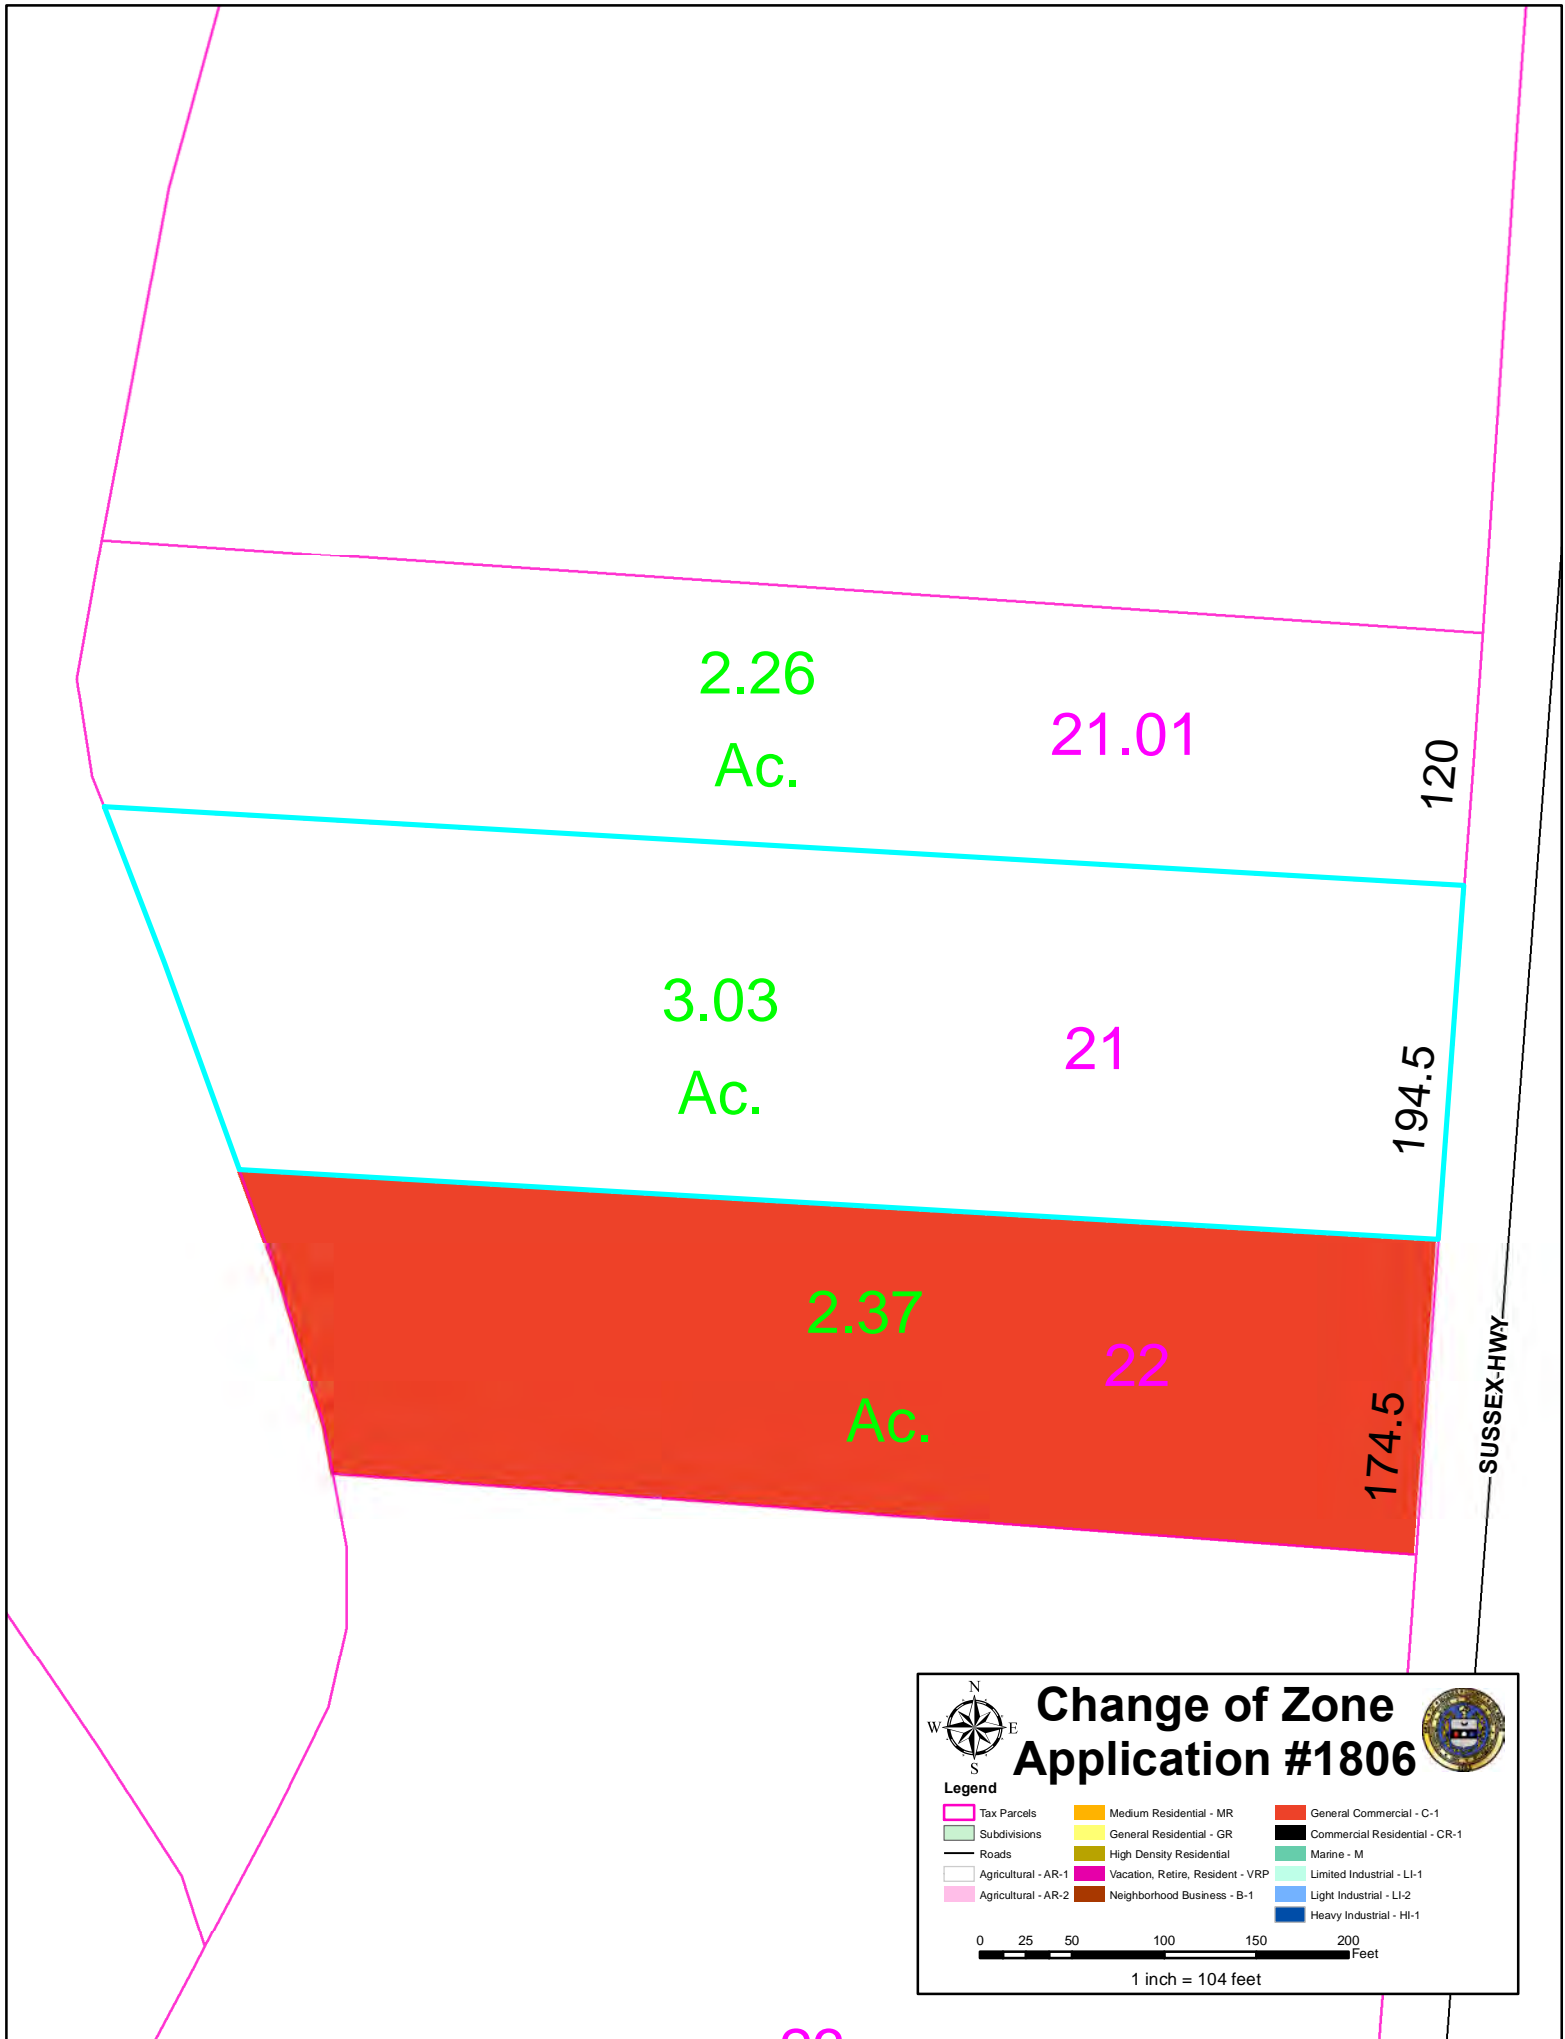 2.26
Ac.
21.01
120
3.03
Ac.
21
194.5
2.37
Ac.
22
174.5
SUSSEX HWY
Change of Zone
Application #1806
N
W
E
S
Legend
Tax Parcels
Subdivisions
Roads
Agricultural - AR-1
Agricultural - AR-2
Medium Residential - MR
General Residential - GR
High Density Residential
Vacation, Retire, Resident - VRP
Neighborhood Business - B-1
General Commercial - C-1
Commercial Residential - CR-1
Marine - M
Limited Industrial - LI-1
Light Industrial - LI-2
Heavy Industrial - HI-1
0 25 50 100 150 200
Feet
1 inch = 104 feet